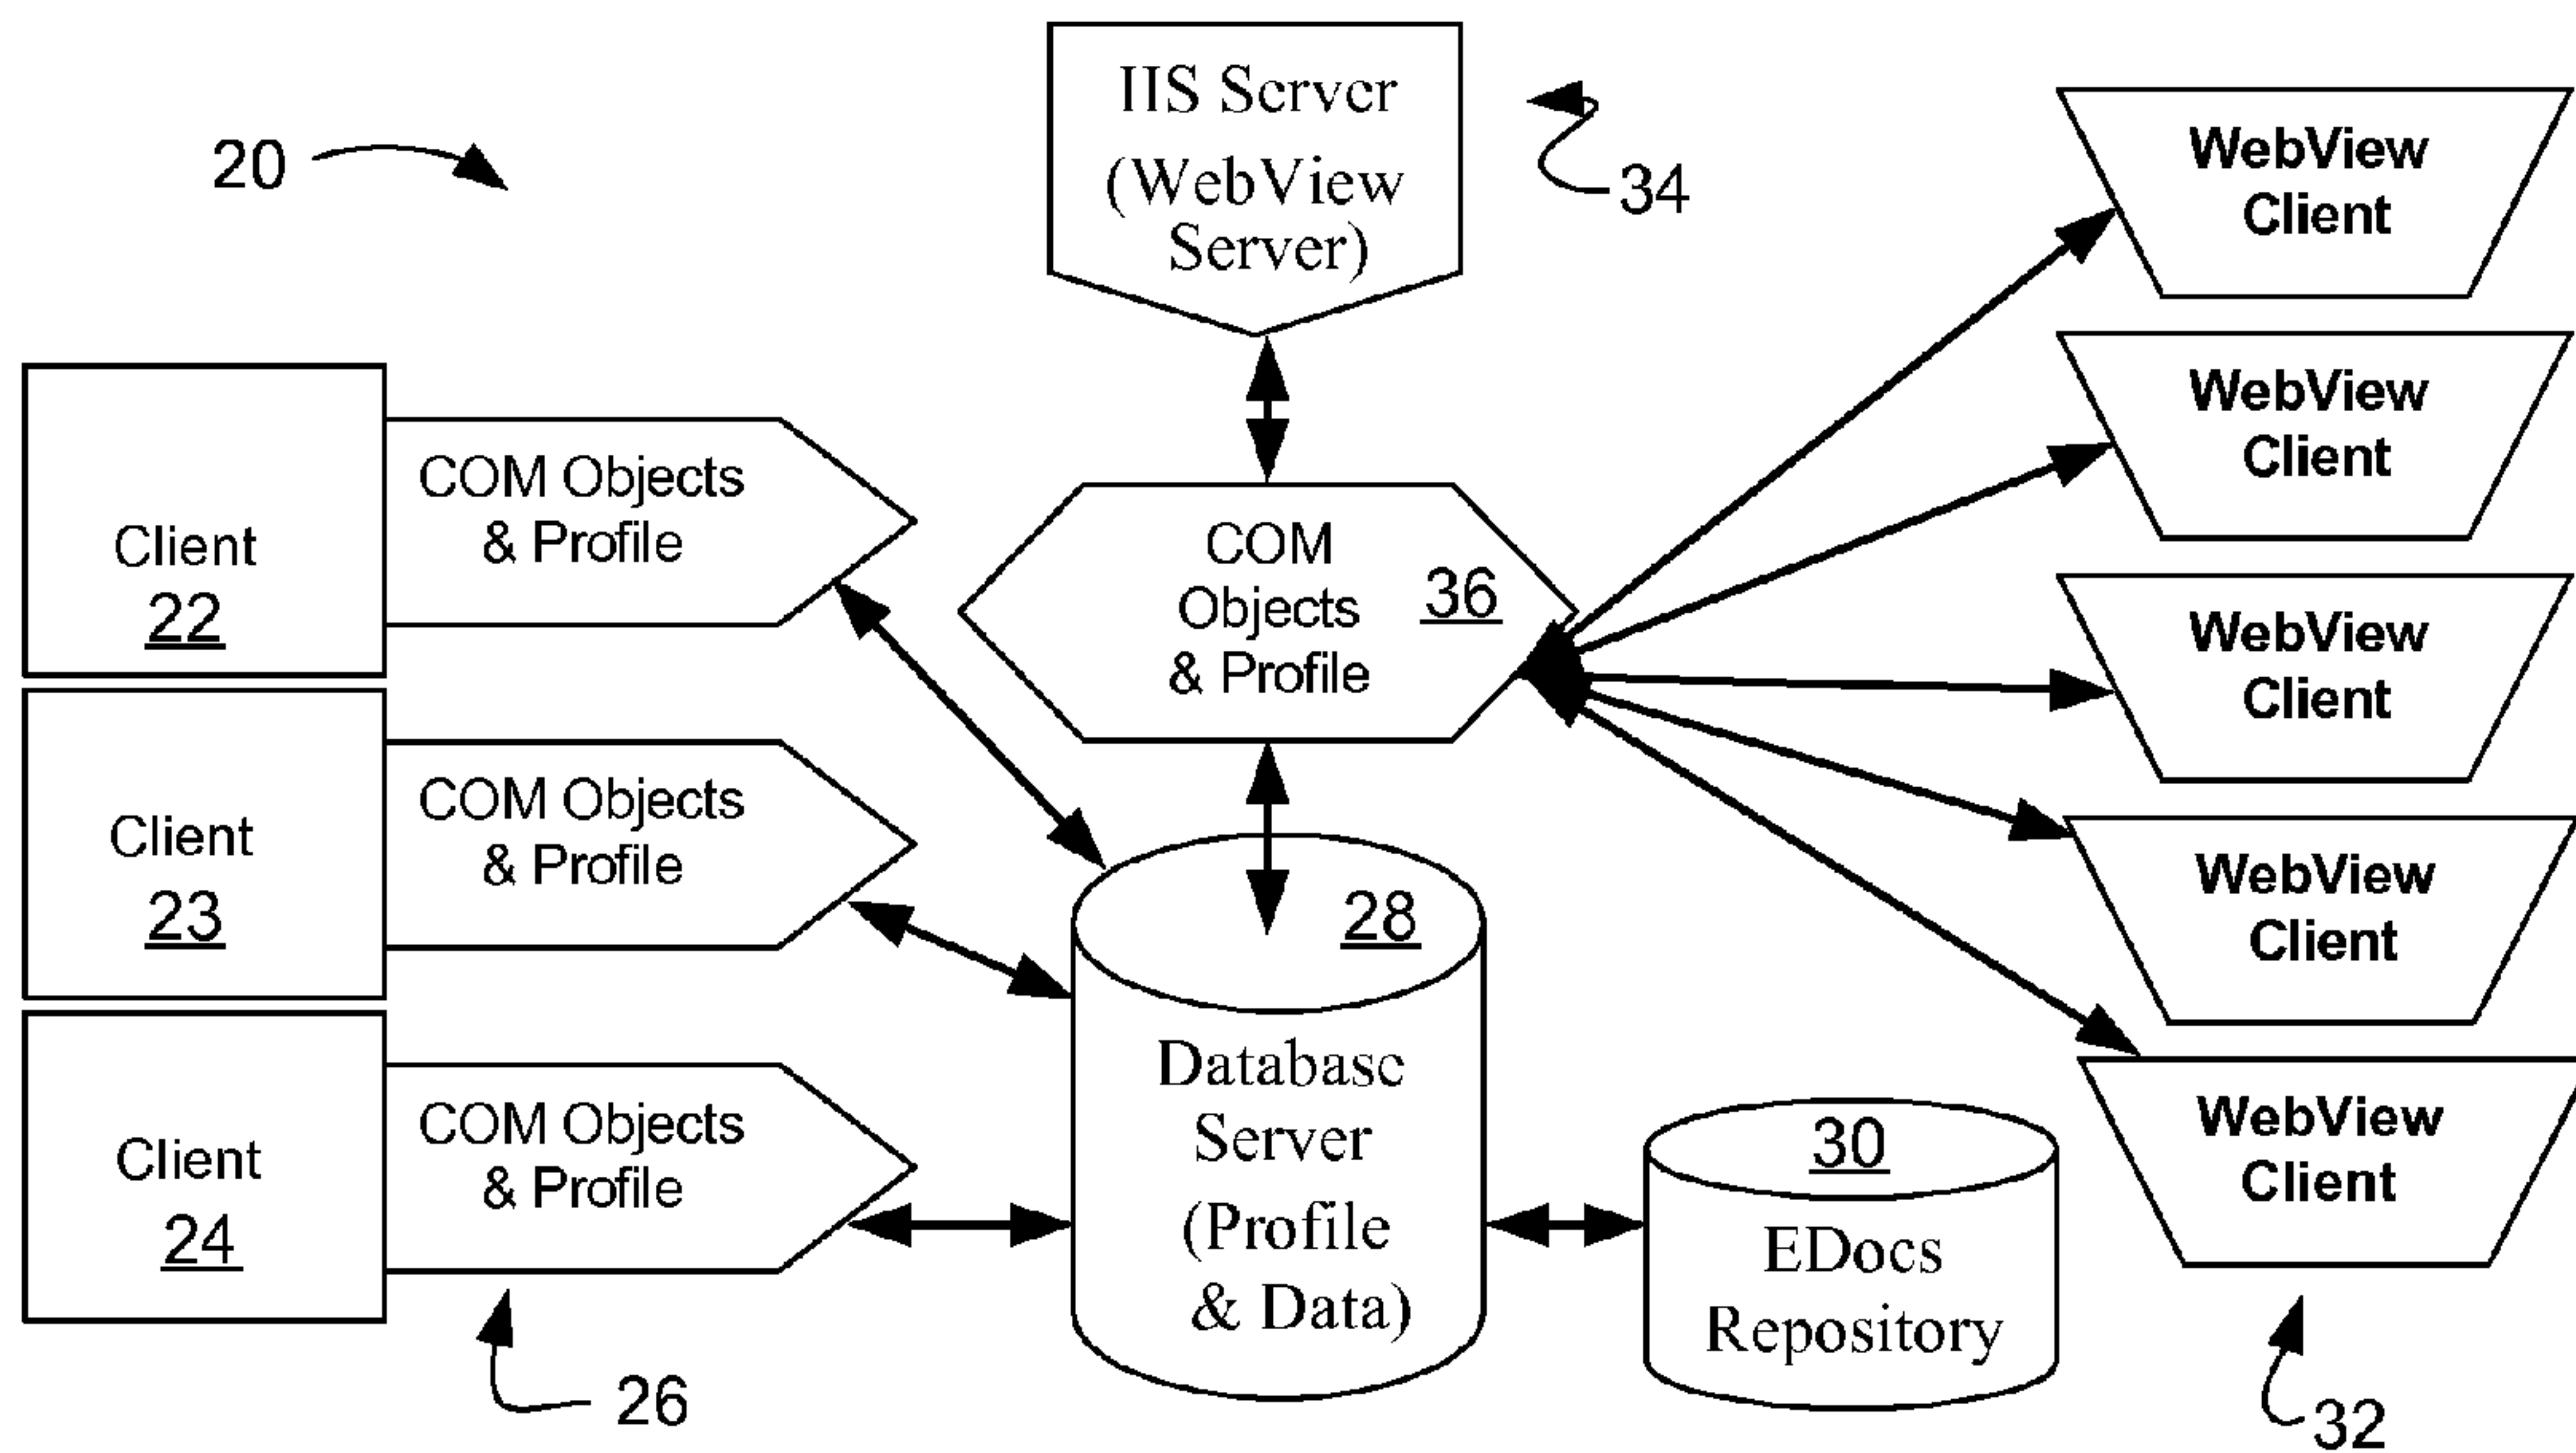 20
IIS Server
(WebView
Server)
34
WebView
Client
WebView
Client
WebView
Client
WebView
Client
WebView
Client
32
Client
22
COM Objects
& Profile
Client
23
COM Objects
& Profile
Client
24
COM Objects
& Profile
26
COM
Objects
& Profile
36
28
Database
Server
(Profile
& Data)
30
EDocs
Repository